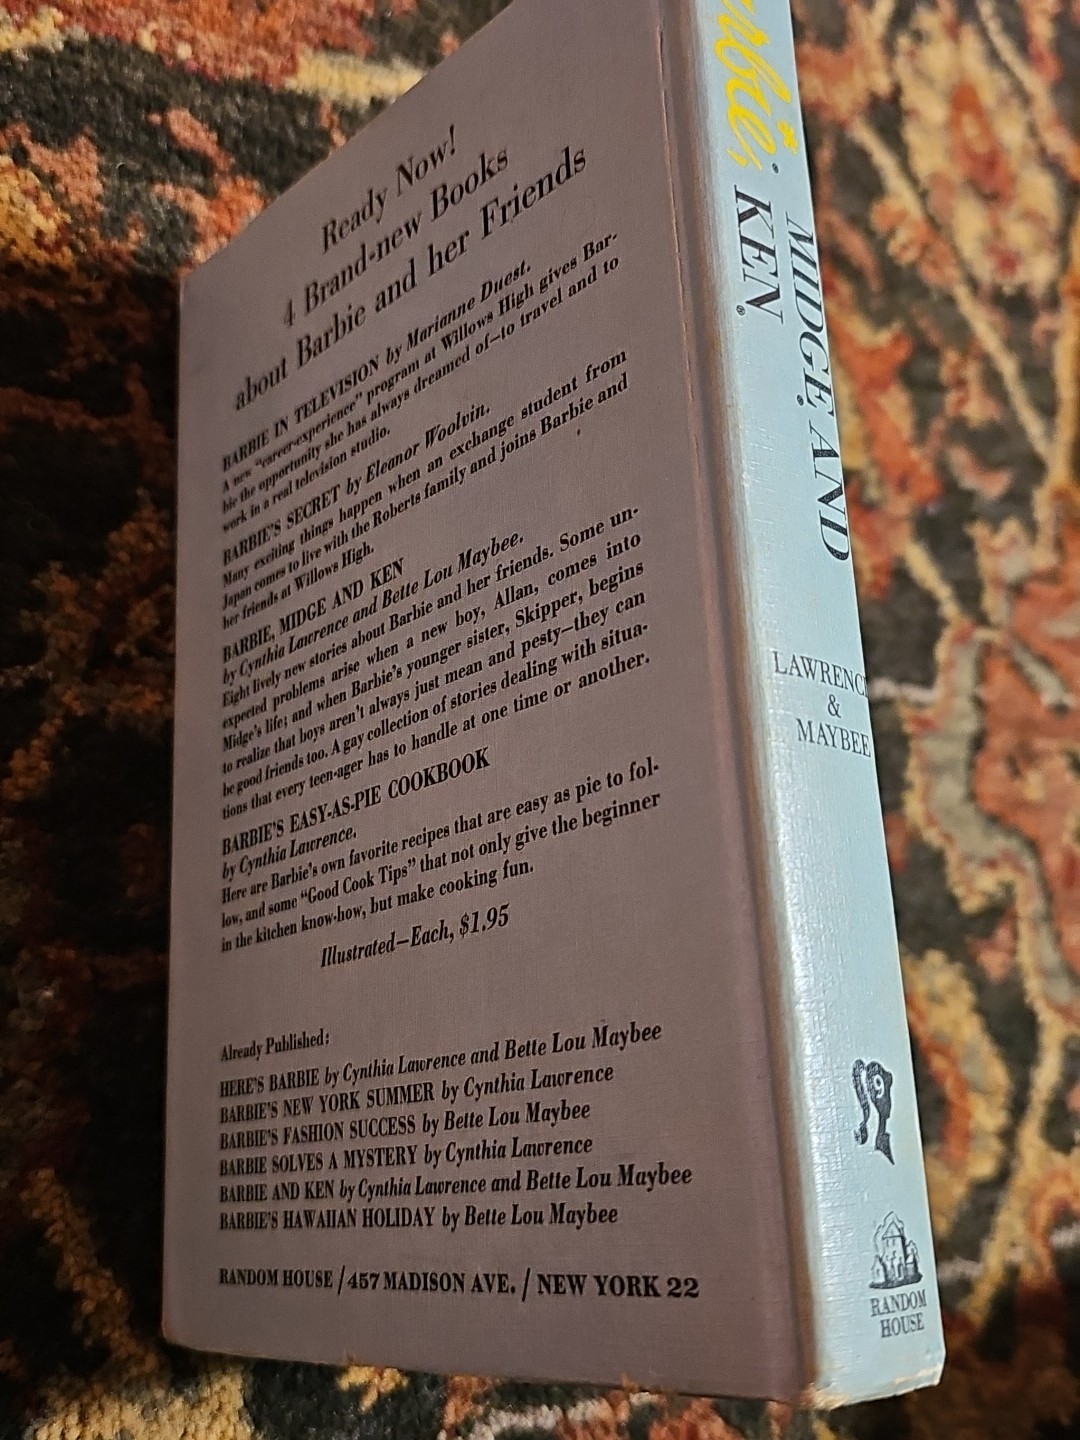 Ready Now!
4 Brand-new Books
about Barbie and her Friends
BARBIE IN TELEVISION by Marianne Duest.
A new "career-experience" program at Willows High gives Bar-
bie the opportunity she has always dreamed of—to travel and to
work in a real television studio.
BARBIE'S SECRET by Eleanor Woolvin.
Many exciting things happen when an exchange student from
Japan comes to live with the Roberts family and joins Barbie and
her friends at Willows High.
BARBIE, MIDGE AND KEN
by Cynthia Lawrence and Bette Lou Maybee.
Eight lively new stories about Barbie and her friends. Some un-
expected problems arise when a new boy, Allan, comes into
Midge's life; and when Barbie's younger sister, Skipper, begins
to realize that boys aren't always just mean and pesty—they can
be good friends too. A gay collection of stories dealing with situa-
tions that every teen-ager has to handle at one time or another.
BARBIE'S EASY-AS-PIE COOKBOOK
by Cynthia Lawrence.
Here are Barbie's own favorite recipes that are easy as pie to fol-
low, and some "Good Cook Tips" that not only give the beginner
in the kitchen know-how, but make cooking fun.
Illustrated—Each, $1.95
Already Published:
HERE'S BARBIE by Cynthia Lawrence and Bette Lou Maybee
BARBIE'S NEW YORK SUMMER by Cynthia Lawrence
BARBIE'S FASHION SUCCESS by Bette Lou Maybee
BARBIE SOLVES A MYSTERY by Cynthia Lawrence
BARBIE AND KEN by Cynthia Lawrence and Bette Lou Maybee
BARBIE'S HAWAIIAN HOLIDAY by Bette Lou Maybee
RANDOM HOUSE / 457 MADISON AVE. / NEW YORK 22
rbie,®
MIDGE® AND
KEN®
LAWRENC
&
MAYBEE
9
RANDOM
HOUSE